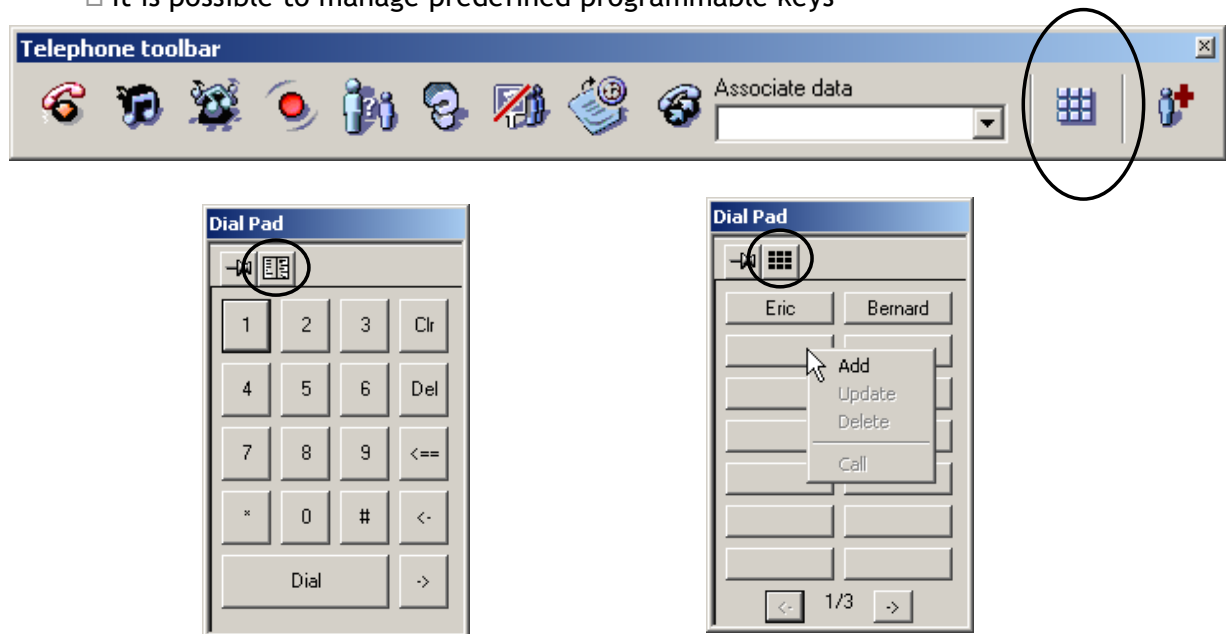 □ It is possible to manage predefined programmable keys
Telephone toolbar
Associate data
Dial Pad
1 2 3 Clr
4 5 6 Del
7 8 9 <==
* 0 # <-
Dial ->
Dial Pad
Eric Bernard
Add
Update
Delete
Call
<- 1/3 ->